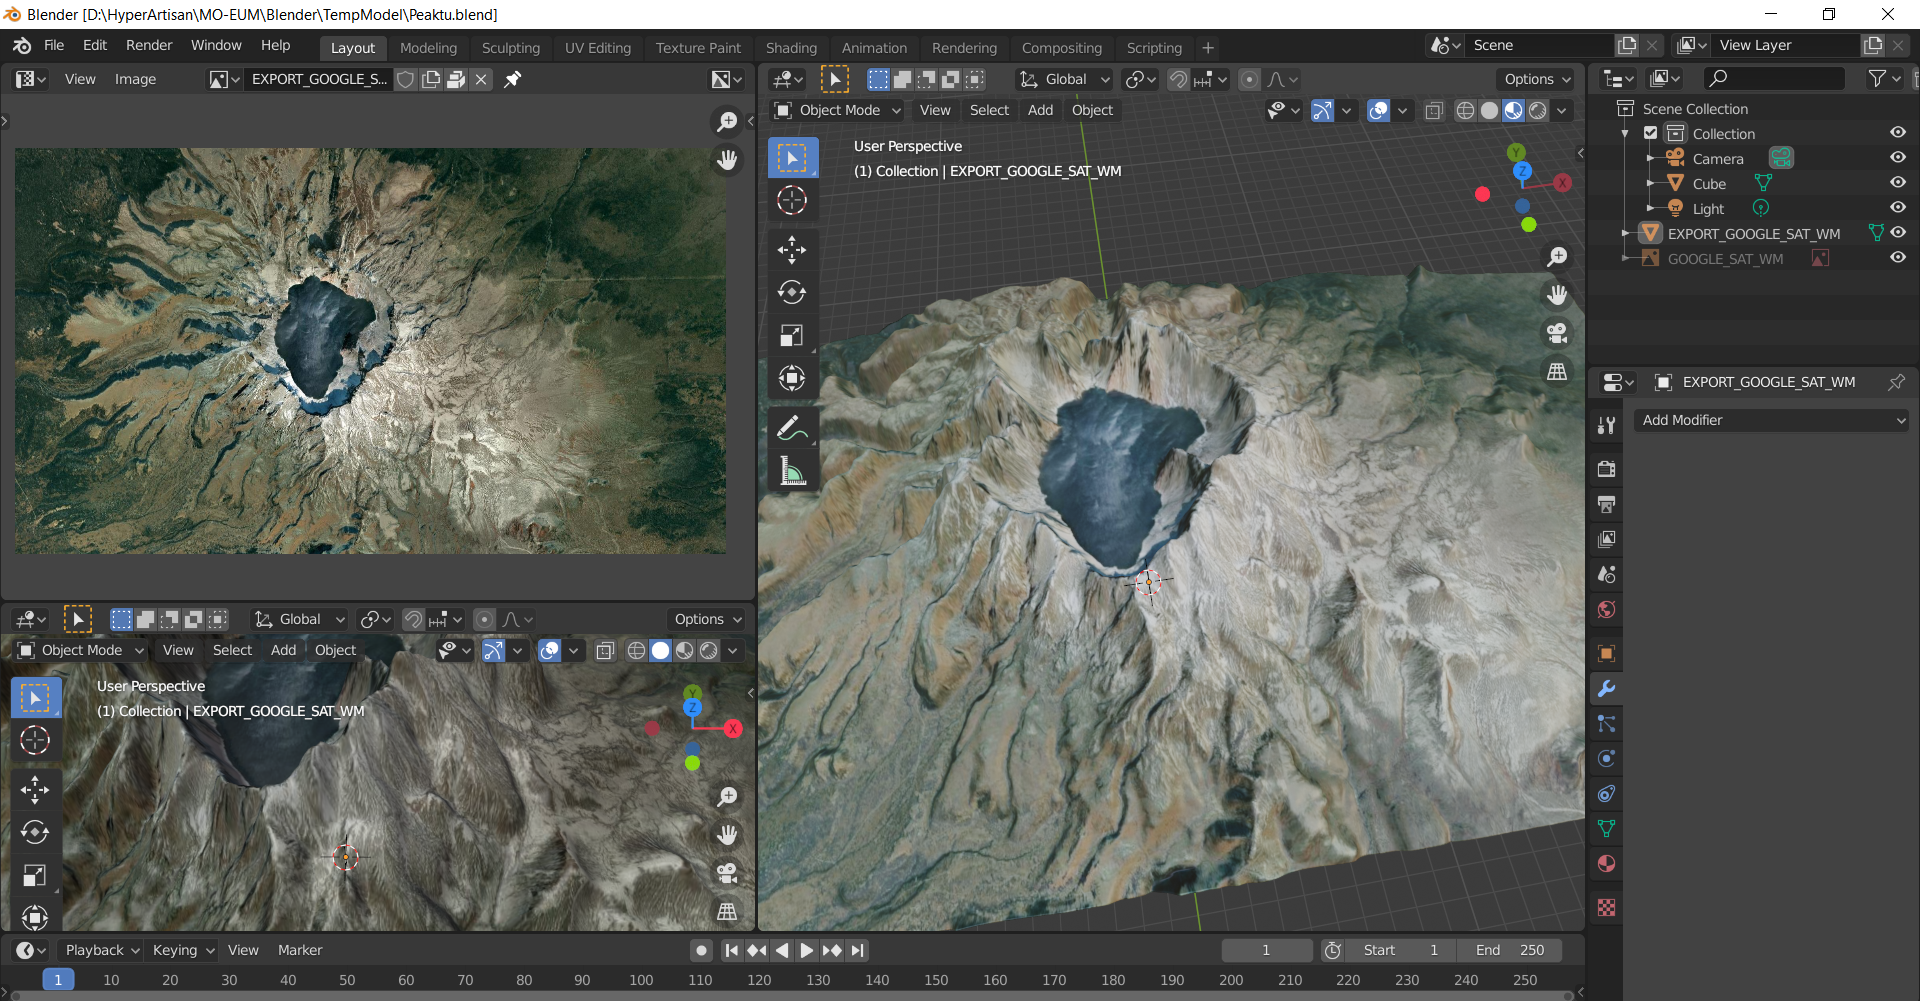 Blender [D:\HyperArtisan\MO-EUM\Blender\TempModel\Peaktu.blend]
File Edit Render Window Help Layout Modeling Sculpting UV Editing Texture Paint Shading Animation Rendering Compositing Scripting + Scene View Layer
View Image EXPORT_GOOGLE_S... Global Options
Object Mode View Select Add Object
User Perspective
(1) Collection | EXPORT_GOOGLE_SAT_WM
Y
Z
X
Scene Collection
Collection
Camera
Cube
Light
EXPORT_GOOGLE_SAT_WM
GOOGLE_SAT_WM
EXPORT_GOOGLE_SAT_WM
Add Modifier
Global Options
Object Mode View Select Add Object
User Perspective
(1) Collection | EXPORT_GOOGLE_SAT_WM
Y
Z
X
Playback Keying View Marker 1 Start 1 End 250
1 10 20 30 40 50 60 70 80 90 100 110 120 130 140 150 160 170 180 190 200 210 220 230 240 250